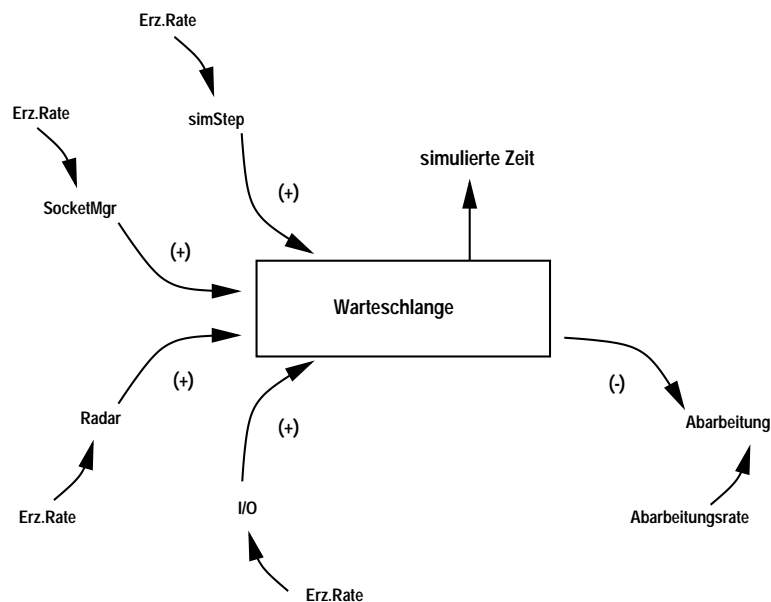 Erz.Rate
simStep
Erz.Rate
SocketMgr
simulierte Zeit
(+)
(+)
Warteschlange
(+)
(-)
Radar
(+)
Abarbeitung
Erz.Rate
I/O
Abarbeitungsrate
Erz.Rate